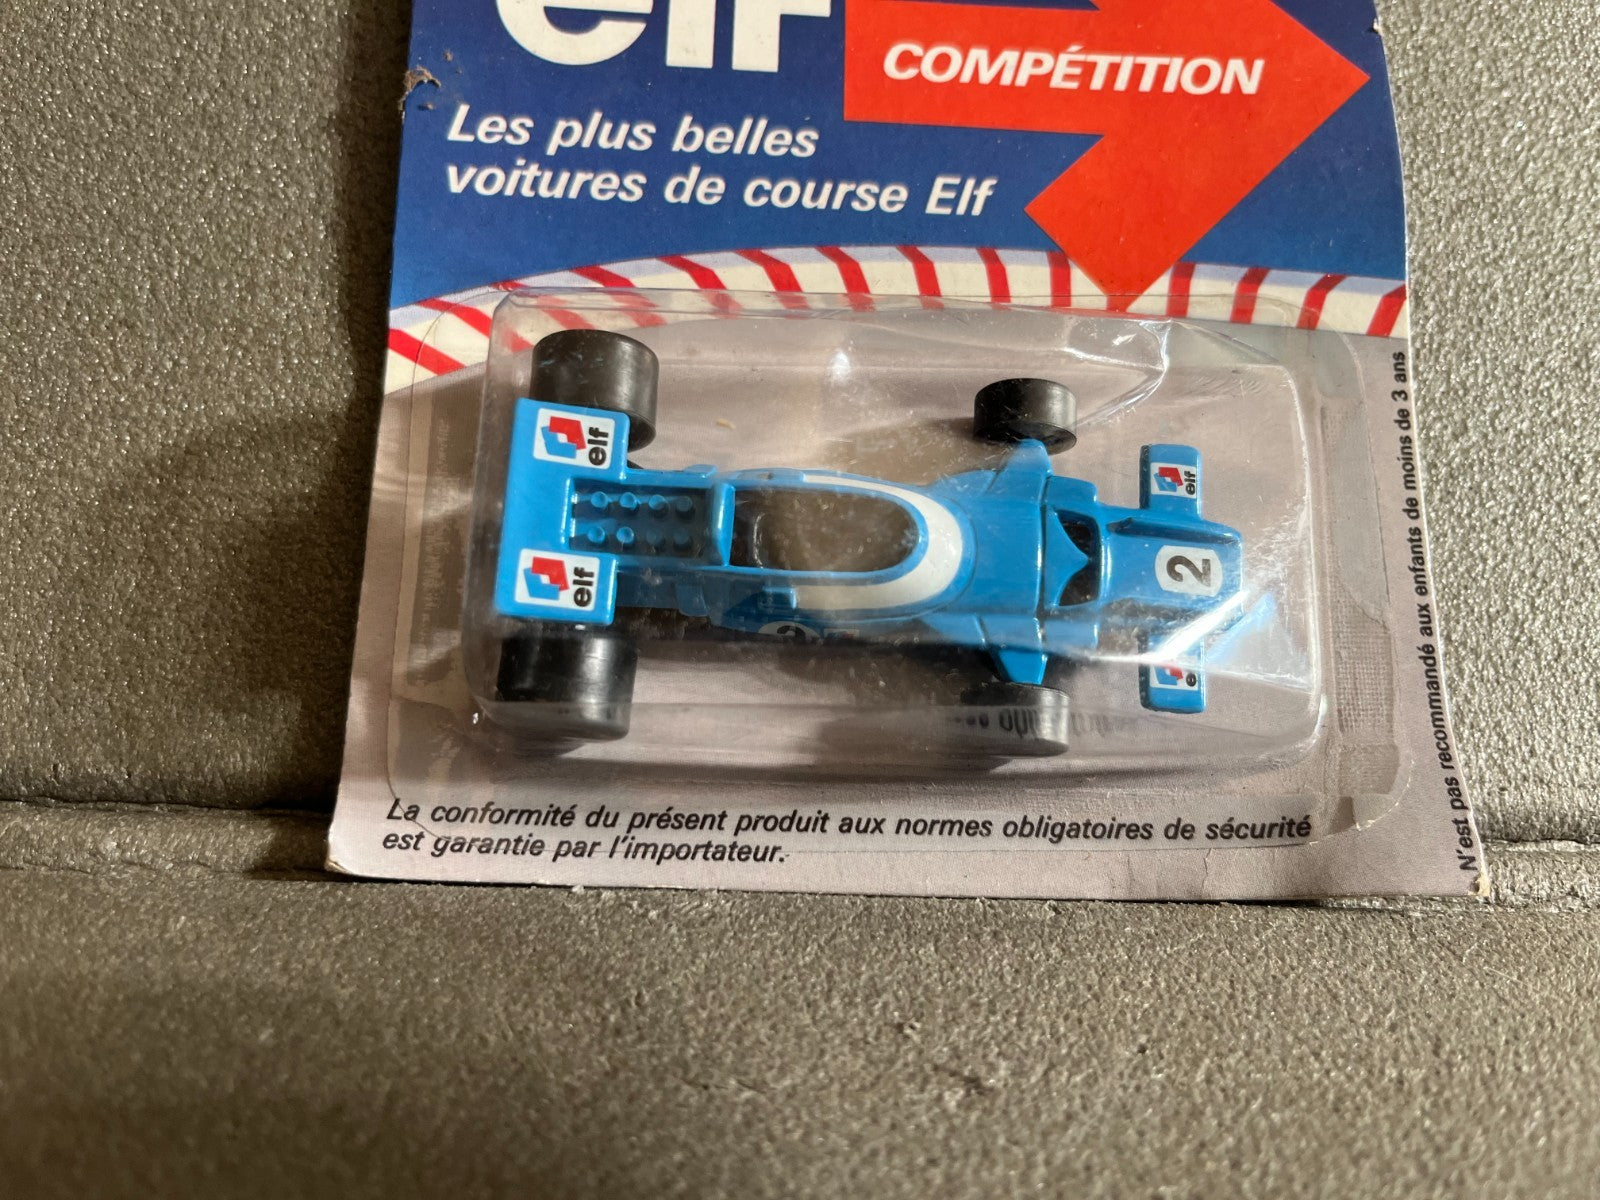 elf
COMPÉTITION
Les plus belles
voitures de course Elf
elf
elf
elf
2
2
La conformité du présent produit aux normes obligatoires de sécurité
est garantie par l'importateur.
N'est pas recommandé aux enfants de moins de 3 ans